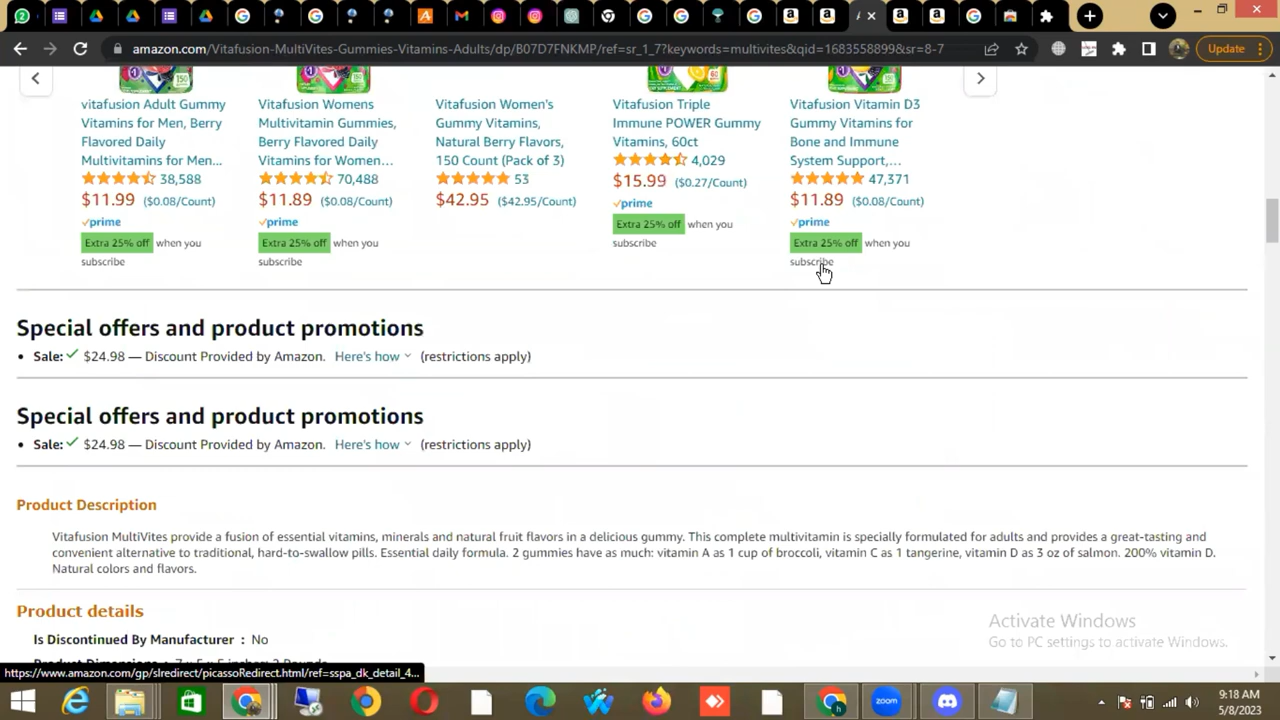 amazon.com/Vitafusion-MultiVites-Gummies-Vitamins-Adults/dp/B07D7FNKMP/ref=sr_1_7?keywords=multivites&qid=1683558899&sr=8-7
Update
vitafusion Adult Gummy
Vitamins for Men, Berry
Flavored Daily
Multivitamins for Men...
38,588
$11.99 ($0.08/Count)
prime
Extra 25% off when you
subscribe
Vitafusion Womens
Multivitamin Gummies,
Berry Flavored Daily
Vitamins for Women...
70,488
$11.89 ($0.08/Count)
prime
Extra 25% off when you
subscribe
Vitafusion Women's
Gummy Vitamins,
Natural Berry Flavors,
150 Count (Pack of 3)
53
$42.95 ($42.95/Count)
Vitafusion Triple
Immune POWER Gummy
Vitamins, 60ct
4,029
$15.99 ($0.27/Count)
prime
Extra 25% off when you
subscribe
Vitafusion Vitamin D3
Gummy Vitamins for
Bone and Immune
System Support,...
47,371
$11.89 ($0.08/Count)
prime
Extra 25% off when you
subscribe
Special offers and product promotions
• Sale: $24.98 — Discount Provided by Amazon. Here's how (restrictions apply)
Special offers and product promotions
• Sale: $24.98 — Discount Provided by Amazon. Here's how (restrictions apply)
Product Description
Vitafusion MultiVites provide a fusion of essential vitamins, minerals and natural fruit flavors in a delicious gummy. This complete multivitamin is specially formulated for adults and provides a great-tasting and
convenient alternative to traditional, hard-to-swallow pills. Essential daily formula. 2 gummies have as much: vitamin A as 1 cup of broccoli, vitamin C as 1 tangerine, vitamin D as 3 oz of salmon. 200% vitamin D.
Natural colors and flavors.
Product details
Is Discontinued By Manufacturer : No
Activate Windows
Go to PC settings to activate Windows.
https://www.amazon.com/gp/slredirect/picassoRedirect.html/ref=sspa_dk_detail_4...
zoom
9:18 AM
5/8/2023